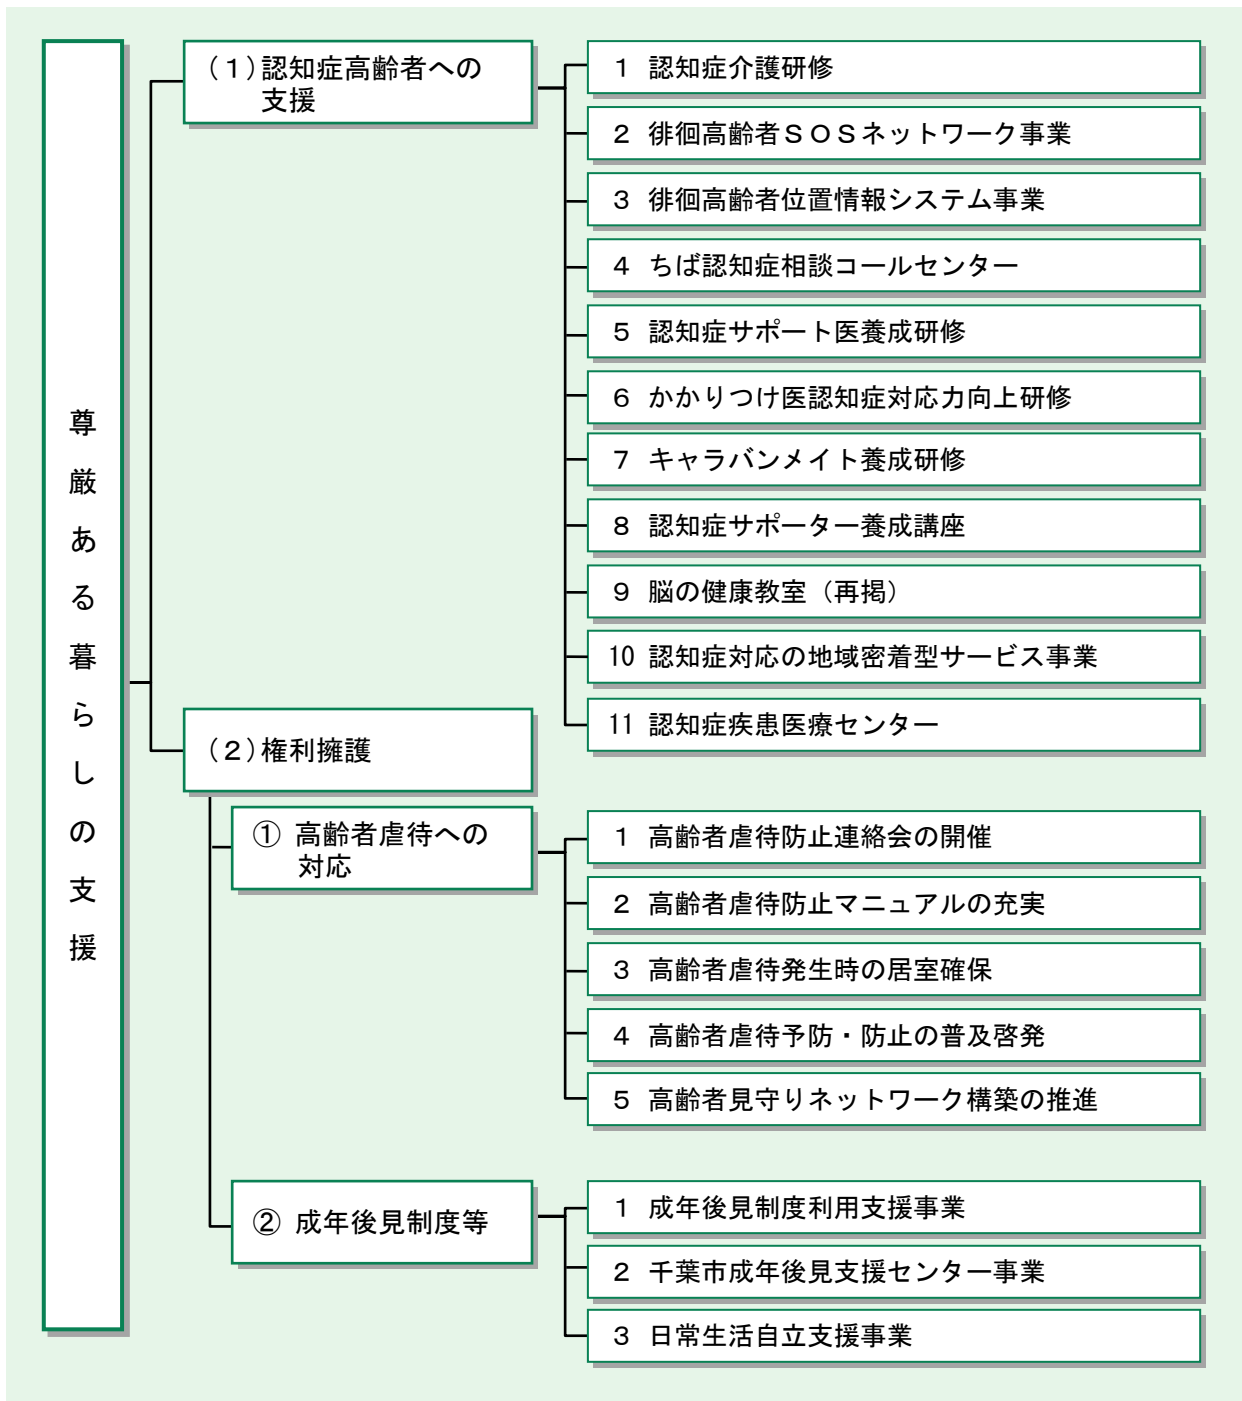 尊厳ある暮らしの支援
(1)認知症高齢者への
支援
1 認知症介護研修
2 徘徊高齢者SOSネットワーク事業
3 徘徊高齢者位置情報システム事業
4 ちば認知症相談コールセンター
5 認知症サポート医養成研修
6 かかりつけ医認知症対応力向上研修
7 キャラバンメイト養成研修
8 認知症サポーター養成講座
9 脳の健康教室（再掲）
10 認知症対応の地域密着型サービス事業
11 認知症疾患医療センター
(2)権利擁護
① 高齢者虐待への
対応
1 高齢者虐待防止連絡会の開催
2 高齢者虐待防止マニュアルの充実
3 高齢者虐待発生時の居室確保
4 高齢者虐待予防・防止の普及啓発
5 高齢者見守りネットワーク構築の推進
② 成年後見制度等
1 成年後見制度利用支援事業
2 千葉市成年後見支援センター事業
3 日常生活自立支援事業